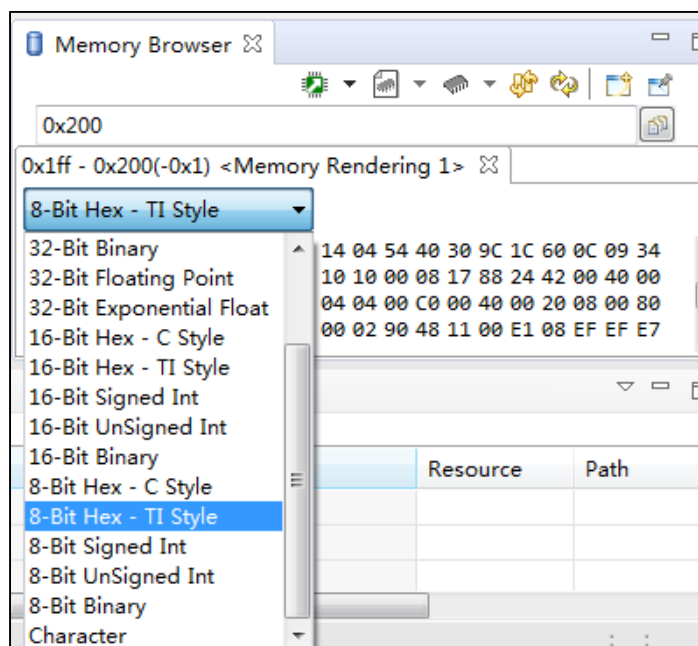 Memory Browser
0x200
0x1ff - 0x200(-0x1) <Memory Rendering 1>
8-Bit Hex - TI Style
32-Bit Binary
32-Bit Floating Point
32-Bit Exponential Float
16-Bit Hex - C Style
16-Bit Hex - TI Style
16-Bit Signed Int
16-Bit UnSigned Int
16-Bit Binary
8-Bit Hex - C Style
8-Bit Hex - TI Style
8-Bit Signed Int
8-Bit UnSigned Int
8-Bit Binary
Character
14 04 54 40 30 9C 1C 60 0C 09 34
10 10 00 08 17 88 24 42 00 40 00
04 04 00 C0 00 40 00 20 08 00 80
00 02 90 48 11 00 E1 08 EF EF E7
Resource Path